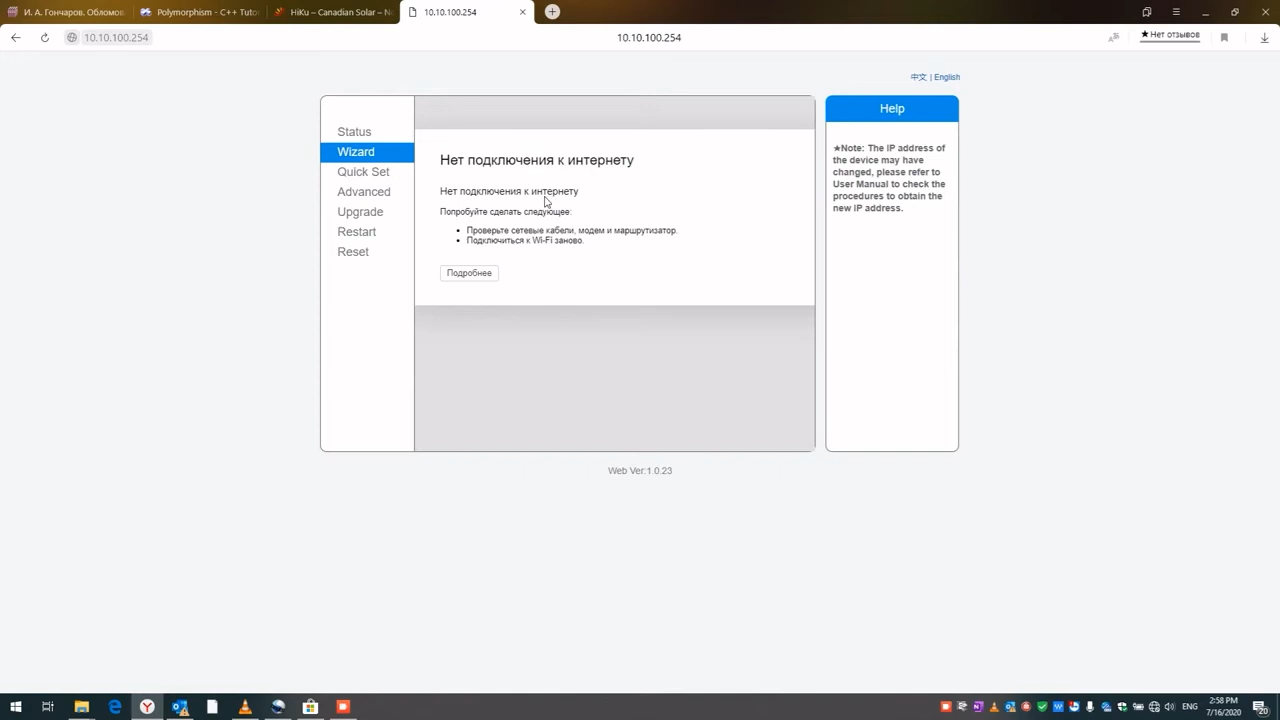 И. А. Гончаров. Обломов
Polymorphism - C++ Tutor
HiKu – Canadian Solar – N
10.10.100.254
10.10.100.254
10.10.100.254
★ Нет отзывов
中文 | English
Status
Wizard
Quick Set
Advanced
Upgrade
Restart
Reset
Нет подключения к интернету
Нет подключения к интернету
Попробуйте сделать следующее:
• Проверьте сетевые кабели, модем и маршрутизатор.
• Подключиться к Wi-Fi заново.
Подробнее
Help
★Note: The IP address of
the device may have
changed, please refer to
User Manual to check the
procedures to obtain the
new IP address.
Web Ver:1.0.23
ENG
2:58 PM
7/16/2020
20